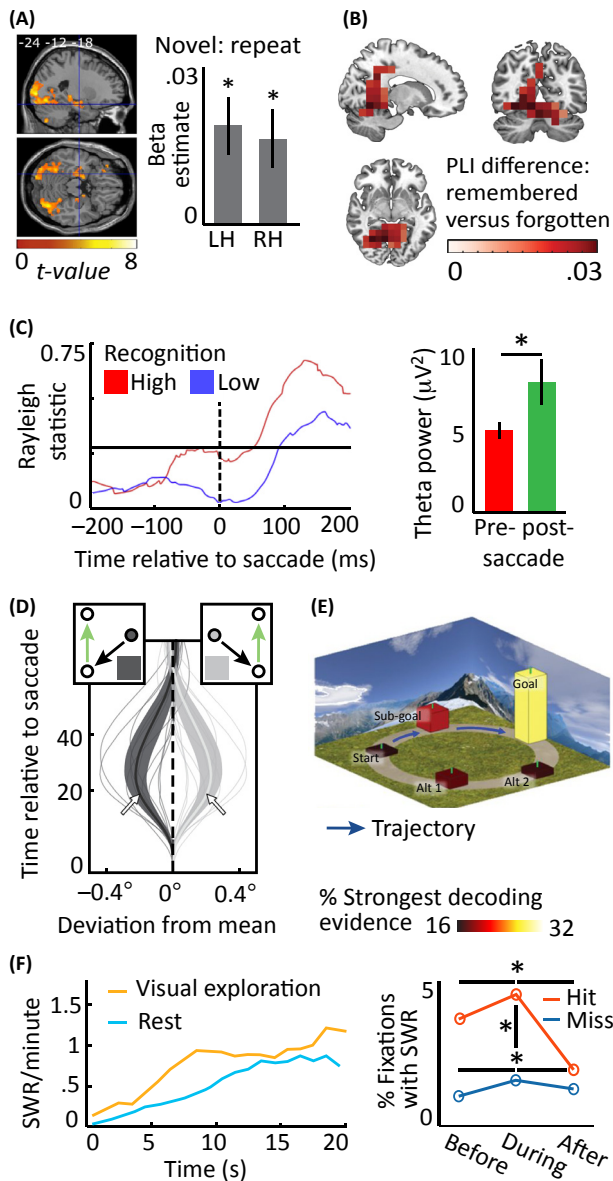 (A)
-24 -12 -18
Novel: repeat
.03
Beta
estimate
0
* *
LH RH
0 8
t-value
(B)
PLI difference:
remembered
versus forgotten
0 .03
(C)
0.75
Recognition
High Low
Rayleigh
statistic
0
−200 −100 0 100 200
Time relative to saccade (ms)
*
10
5
0
Theta power (μV²)
Pre- post-
saccade
(D)
Time relative to saccade
40
20
0
−0.4° 0° 0.4°
Deviation from mean
(E)
Goal
Sub-goal
Start
Alt 1
Alt 2
Trajectory
% Strongest decoding
evidence 16 32
(F)
Visual exploration
Rest
SWR/minute
1.5
1
.5
0
0 5 10 15 20
Time (s)
*
5
Hit
Miss
*
*
% Fixations
with SWR
0
Before
During
After